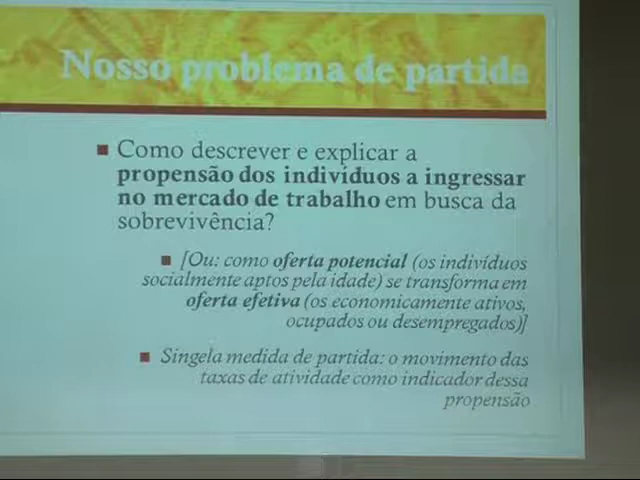 Nosso problema de partida
Como descrever e explicar a
propensão dos indivíduos a ingressar
no mercado de trabalho em busca da
sobrevivência?
[Ou: como oferta potencial (os indivíduos
socialmente aptos pela idade) se transforma em
oferta efetiva (os economicamente ativos,
ocupados ou desempregados)]
Singela medida de partida: o movimento das
taxas de atividade como indicador dessa
propensão